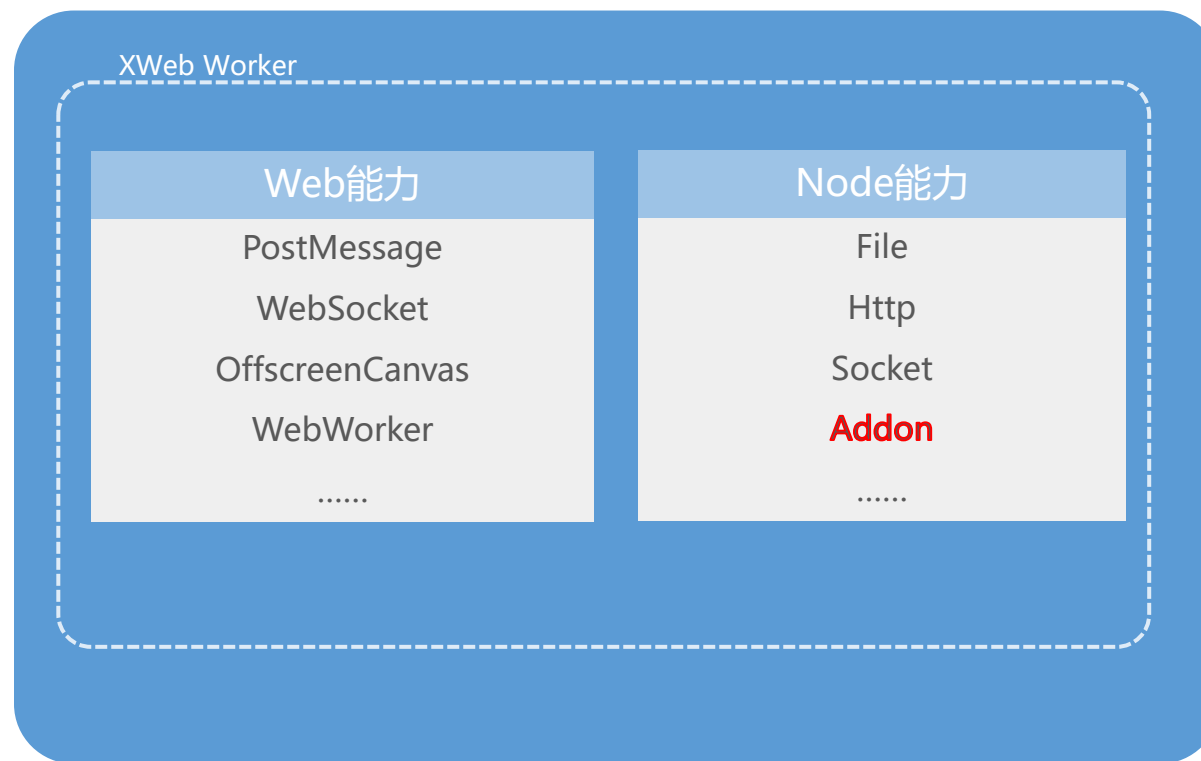 XWeb Worker
Web能力
PostMessage
WebSocket
OffscreenCanvas
WebWorker
......
Node能力
File
Http
Socket
Addon
......